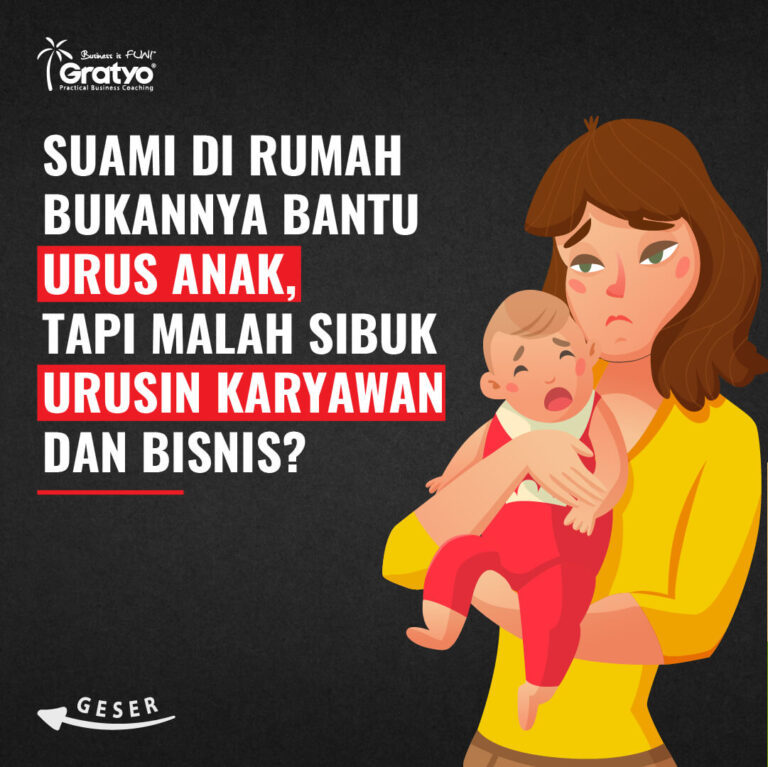 Business is FUN!
Gratyo®
Practical Business Coaching
SUAMI DI RUMAH
BUKANNYA BANTU
URUS ANAK,
TAPI MALAH SIBUK
URUSIN KARYAWAN
DAN BISNIS?
GESER